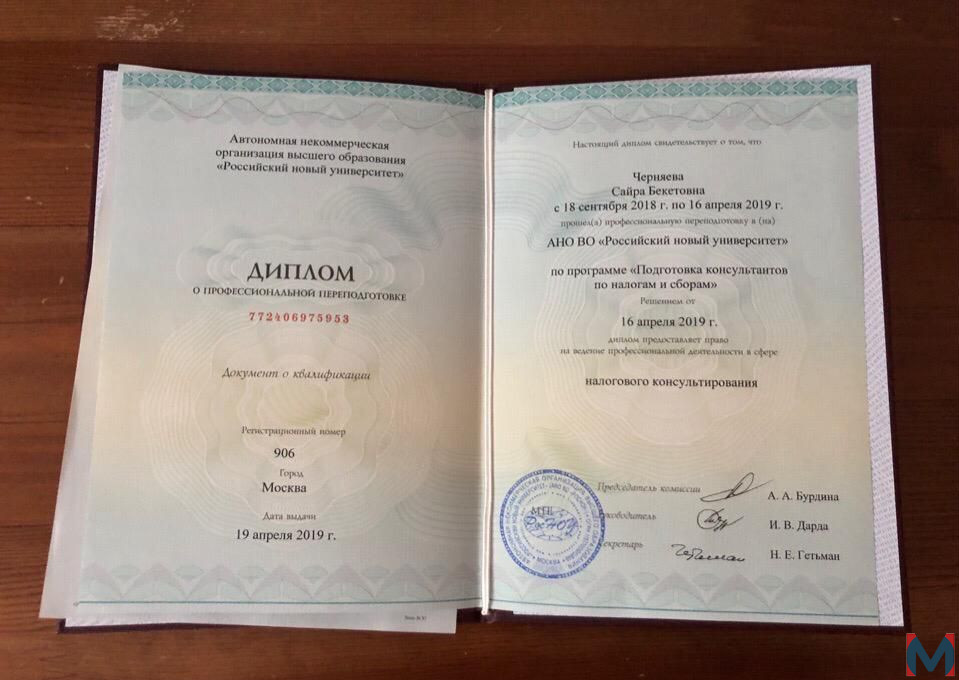 Автономная некоммерческая
организация высшего образования
«Российский новый университет»
ДИПЛОМ
О ПРОФЕССИОНАЛЬНОЙ ПЕРЕПОДГОТОВКЕ
772406975953
Документ о квалификации
Регистрационный номер
906
Город
Москва
Дата выдачи
19 апреля 2019 г.
Настоящий диплом свидетельствует о том, что
Черняева
Сайра Бекетовна
с 18 сентября 2018 г. по 16 апреля 2019 г.
прошел(а) профессиональную переподготовку в (на)
АНО ВО «Российский новый университет»
по программе «Подготовка консультантов
по налогам и сборам»
Решением от
16 апреля 2019 г.
диплом предоставляет право
на ведение профессиональной деятельности в сфере
налогового консультирования
Председатель комиссии
А. А. Бурдина
Руководитель
И. В. Дарда
Секретарь
Н. Е. Гетьман
М.П.
РосНОУ
МОСКВА
M